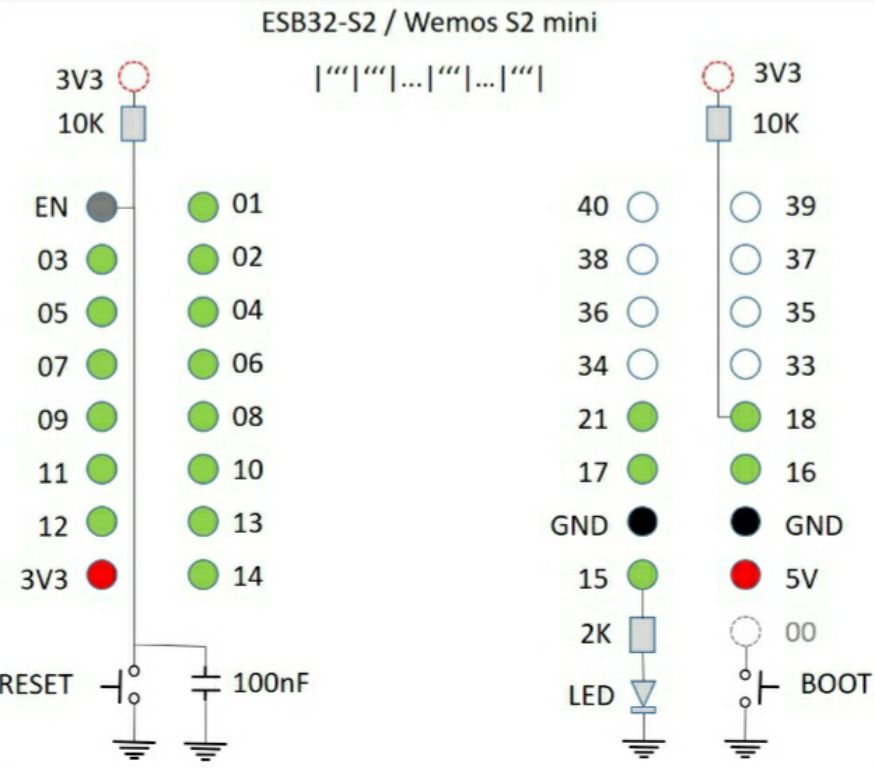 ESB32-S2 / Wemos S2 mini
3V3 |‘‘‘|‘‘‘|...|‘‘‘|...|‘‘‘| 3V3
10K 10K
EN 01 40 39
03 02 38 37
05 04 36 35
07 06 34 33
09 08 21 18
11 10 17 16
12 13 GND GND
3V3 14 15 5V
2K 00
RESET 100nF LED BOOT